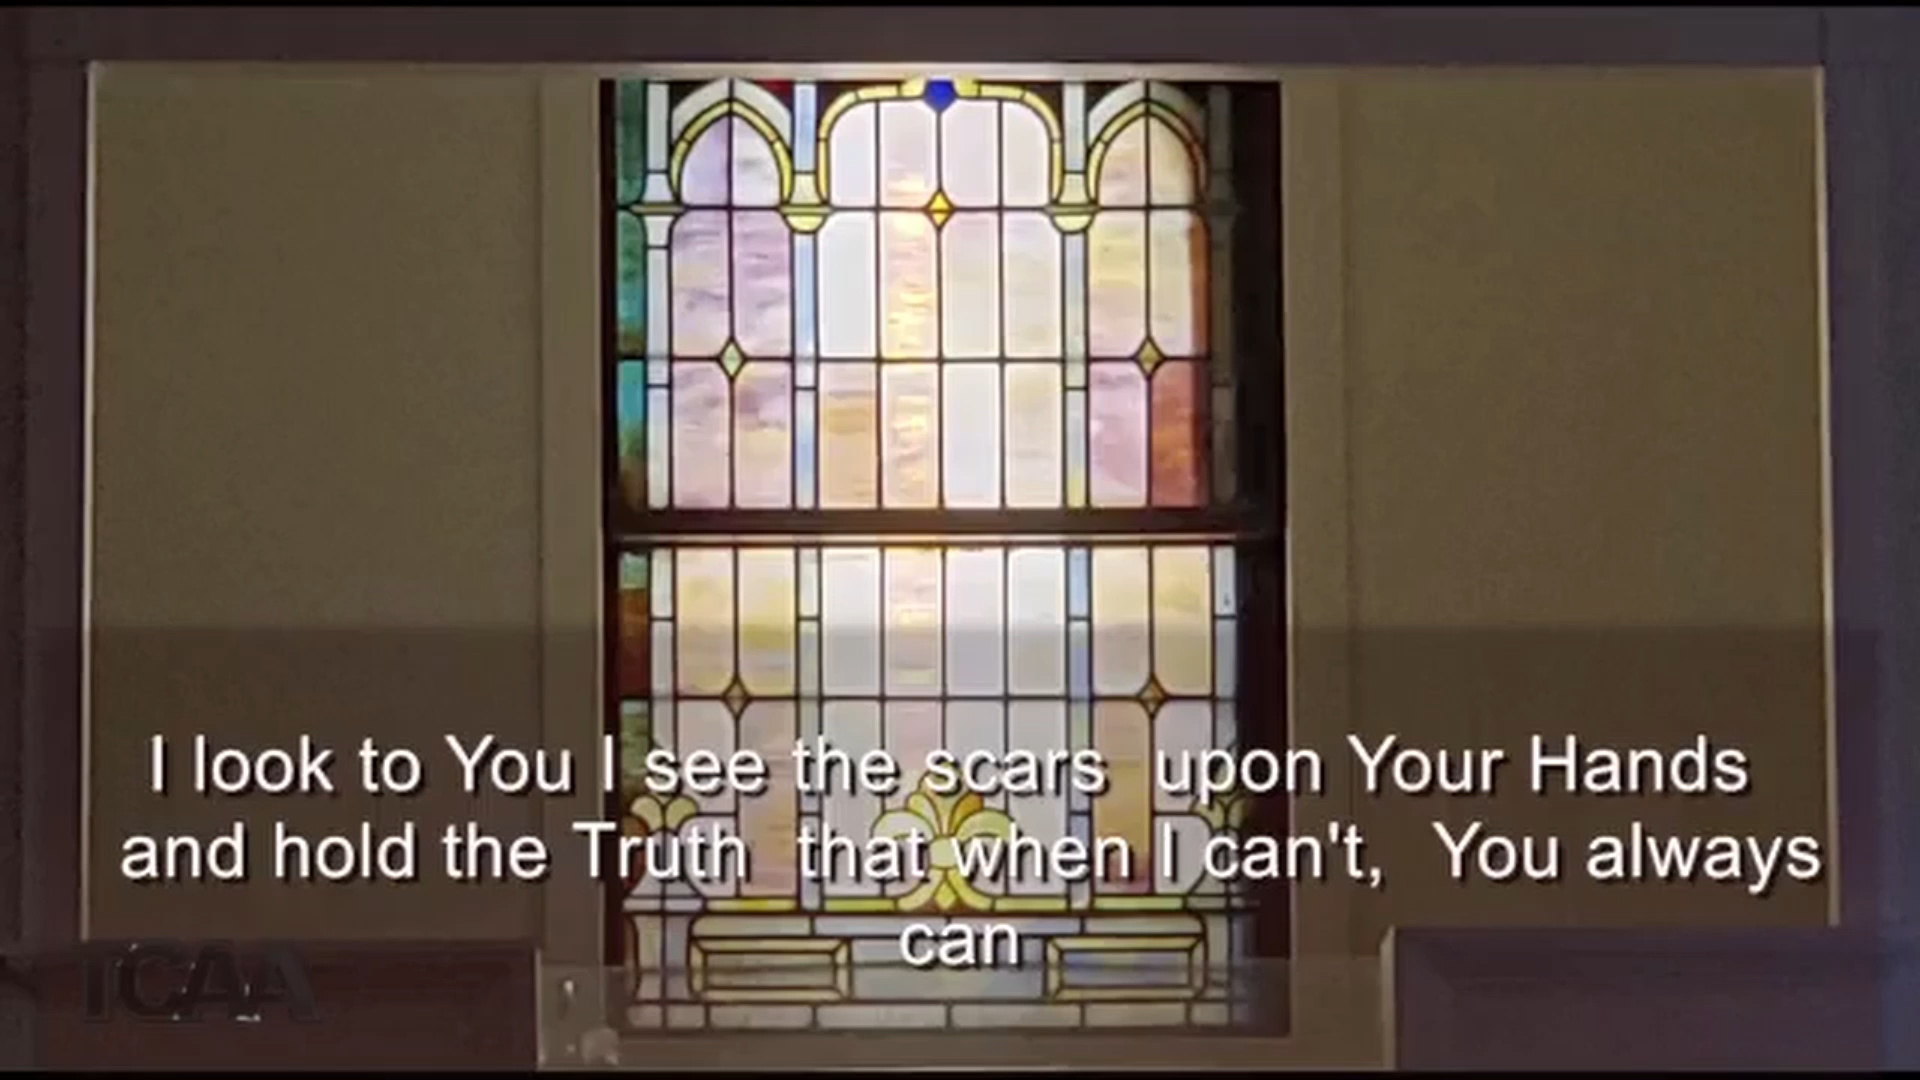 I look to You I see the scars  upon Your Hands
and hold the Truth  that when I can't,  You always
can
TCAA